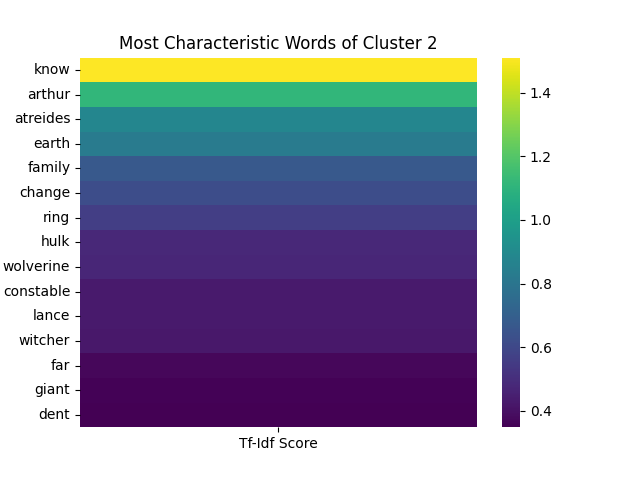 Most Characteristic Words of Cluster 2
know
arthur
atreides
earth
family
change
ring
hulk
wolverine
constable
lance
witcher
far
giant
dent
Tf-Idf Score
1.4
1.2
1.0
0.8
0.6
0.4